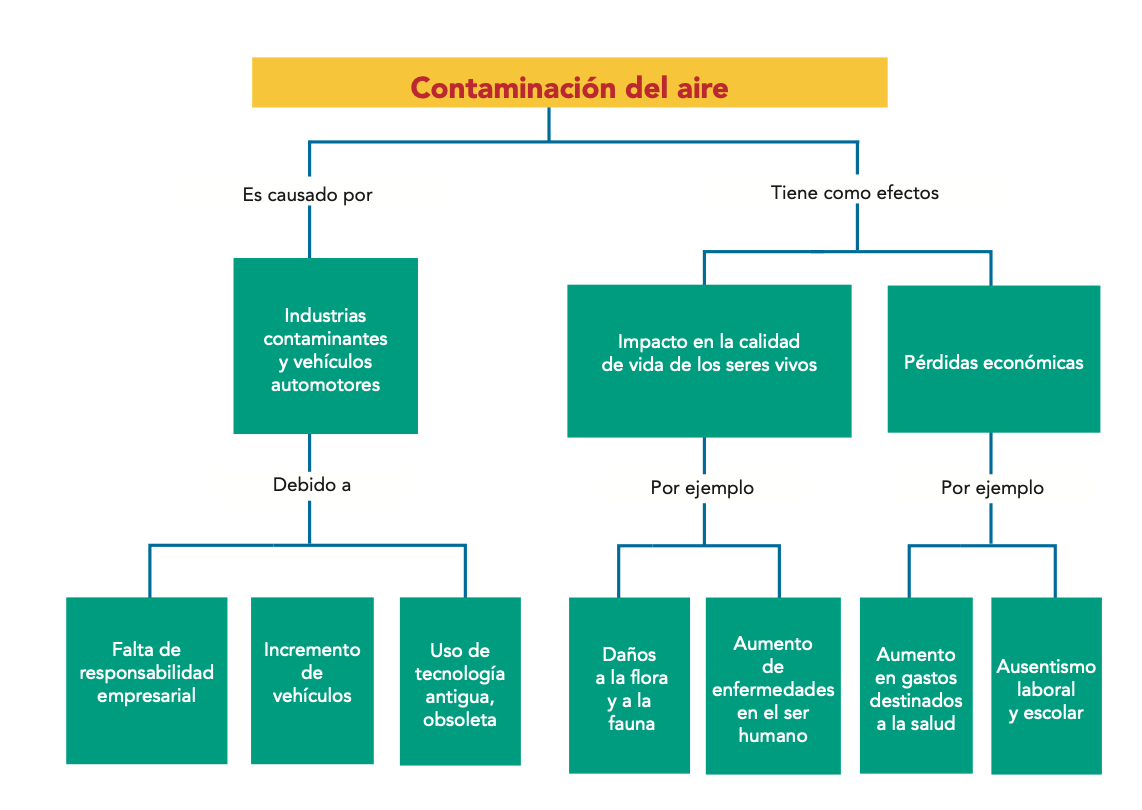 Contaminación del aire
Es causado por
Tiene como efectos
Industrias
contaminantes
y vehículos
automotores
Impacto en la calidad
de vida de los seres vivos
Pérdidas económicas
Debido a
Por ejemplo
Por ejemplo
Falta de
responsabilidad
empresarial
Incremento
de
vehículos
Uso de
tecnología
antigua,
obsoleta
Daños
a la flora
y a la
fauna
Aumento
de
enfermedades
en el ser
humano
Aumento
en gastos
destinados
a la salud
Ausentismo
laboral
y escolar